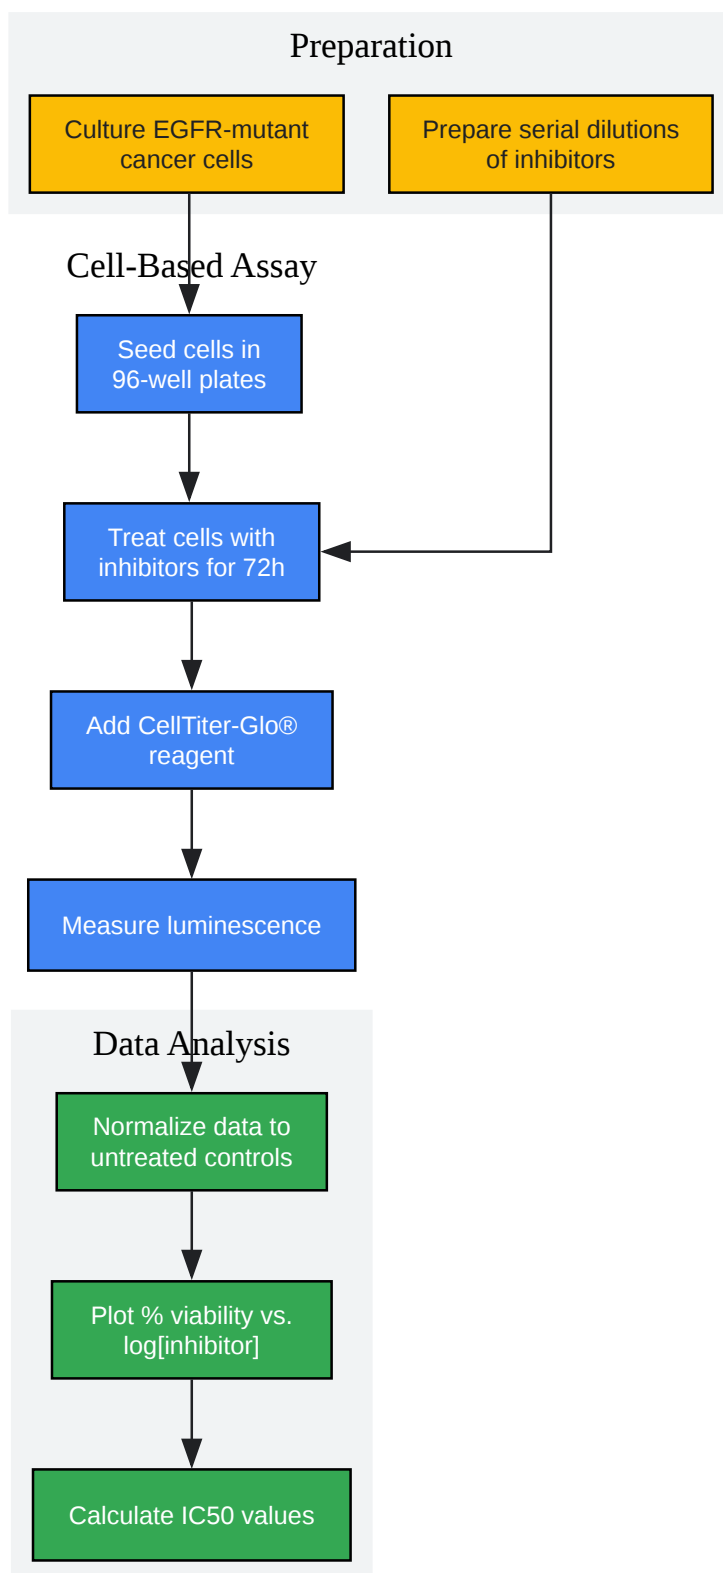 Preparation
Culture EGFR-mutant
cancer cells
Prepare serial dilutions
of inhibitors
Cell-Based Assay
Seed cells in
96-well plates
Treat cells with
inhibitors for 72h
Add CellTiter-Glo®
reagent
Measure luminescence
Data Analysis
Normalize data to
untreated controls
Plot % viability vs.
log[inhibitor]
Calculate IC50 values